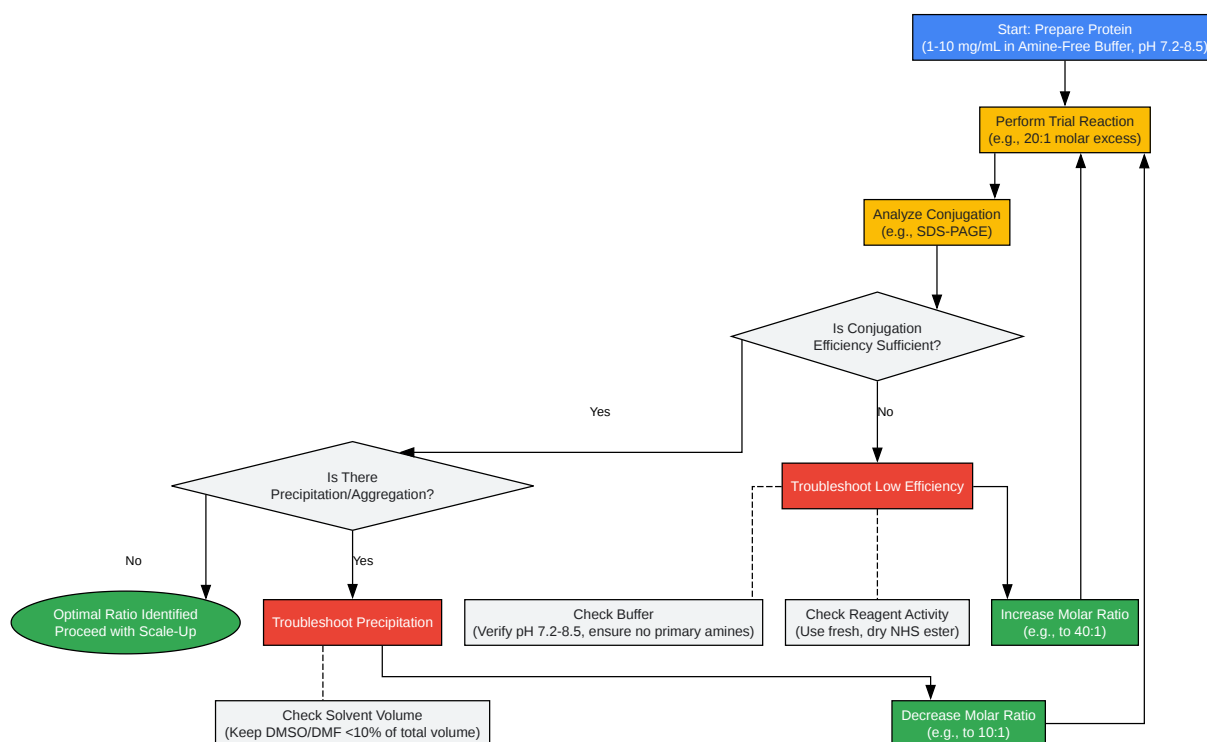 Start: Prepare Protein
(1-10 mg/mL in Amine-Free Buffer, pH 7.2-8.5)
Perform Trial Reaction
(e.g., 20:1 molar excess)
Analyze Conjugation
(e.g., SDS-PAGE)
Is Conjugation
Efficiency Sufficient?
Yes
No
Is There
Precipitation/Aggregation?
Troubleshoot Low Efficiency
No
Yes
Optimal Ratio Identified
Proceed with Scale-Up
Troubleshoot Precipitation
Check Buffer
(Verify pH 7.2-8.5, ensure no primary amines)
Check Reagent Activity
(Use fresh, dry NHS ester)
Increase Molar Ratio
(e.g., to 40:1)
Check Solvent Volume
(Keep DMSO/DMF <10% of total volume)
Decrease Molar Ratio
(e.g., to 10:1)